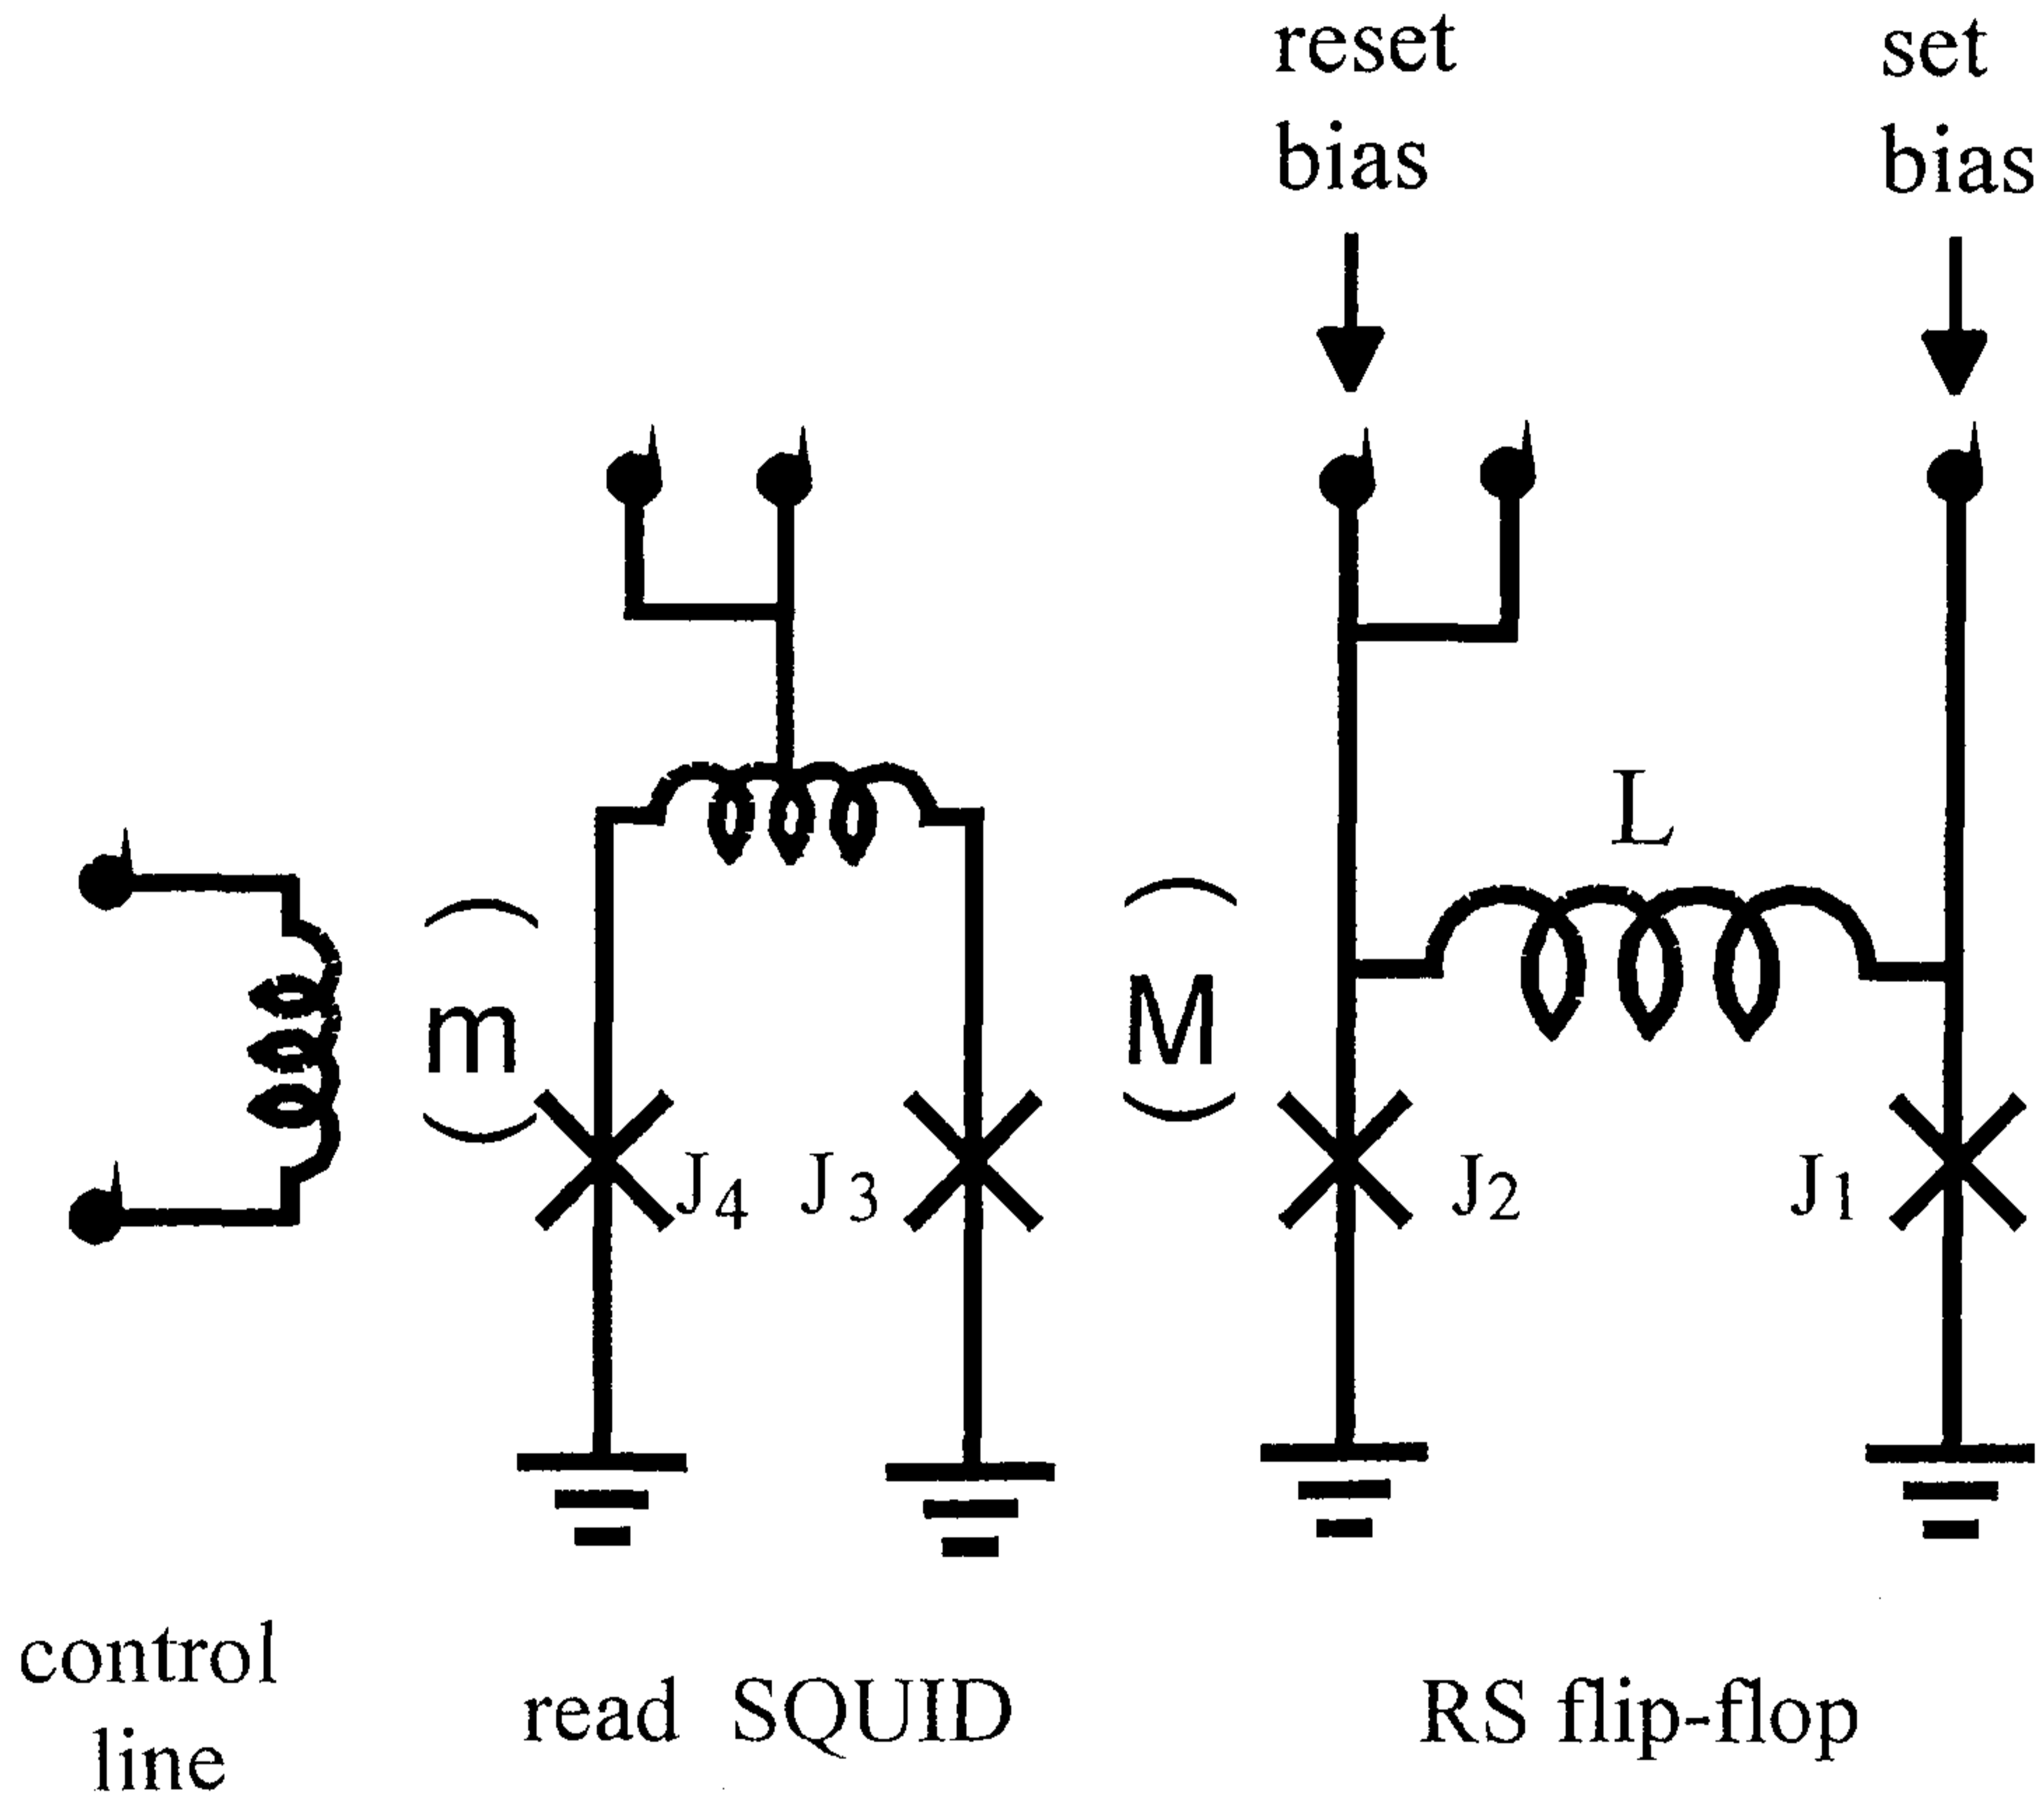 reset
bias
set
bias
L
(m)
(M)
J4
J3
J2
J1
control
line
read SQUID
RS flip-flop